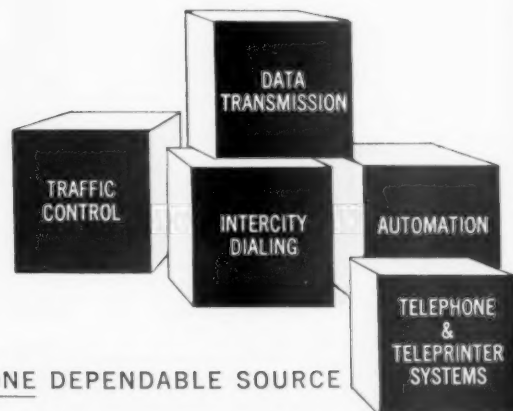 DATA
TRANSMISSION
TRAFFIC
CONTROL
INTERCITY
DIALING
AUTOMATION
TELEPHONE
&
TELEPRINTER
SYSTEMS
NE DEPENDABLE SOURCE